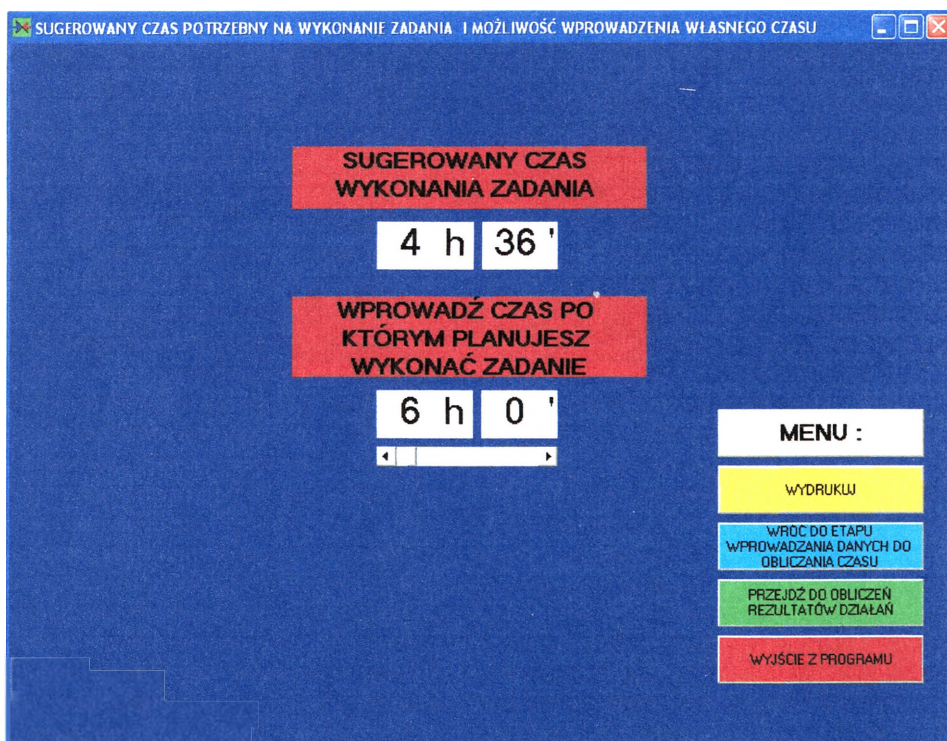 SUGEROWANY CZAS POTRZEBNY NA WYKONANIE ZADANIA I MOŻLIWOŚĆ WPROWADZENIA WŁASNEGO CZASU
SUGEROWANY CZAS
WYKONANIA ZADANIA
4 h 36 '
WPROWADŹ CZAS PO
KTÓRYM PLANUJESZ
WYKONAĆ ZADANIE
6 h 0 '
MENU :
WYDRUKUJ
WRÓĆ DO ETAPU
WPROWADZANIA DANYCH DO
OBLICZANIA CZASU
PRZEJDŹ DO OBLICZEŃ
REZULTATÓW DZIAŁAŃ
WYJŚCIE Z PROGRAMU